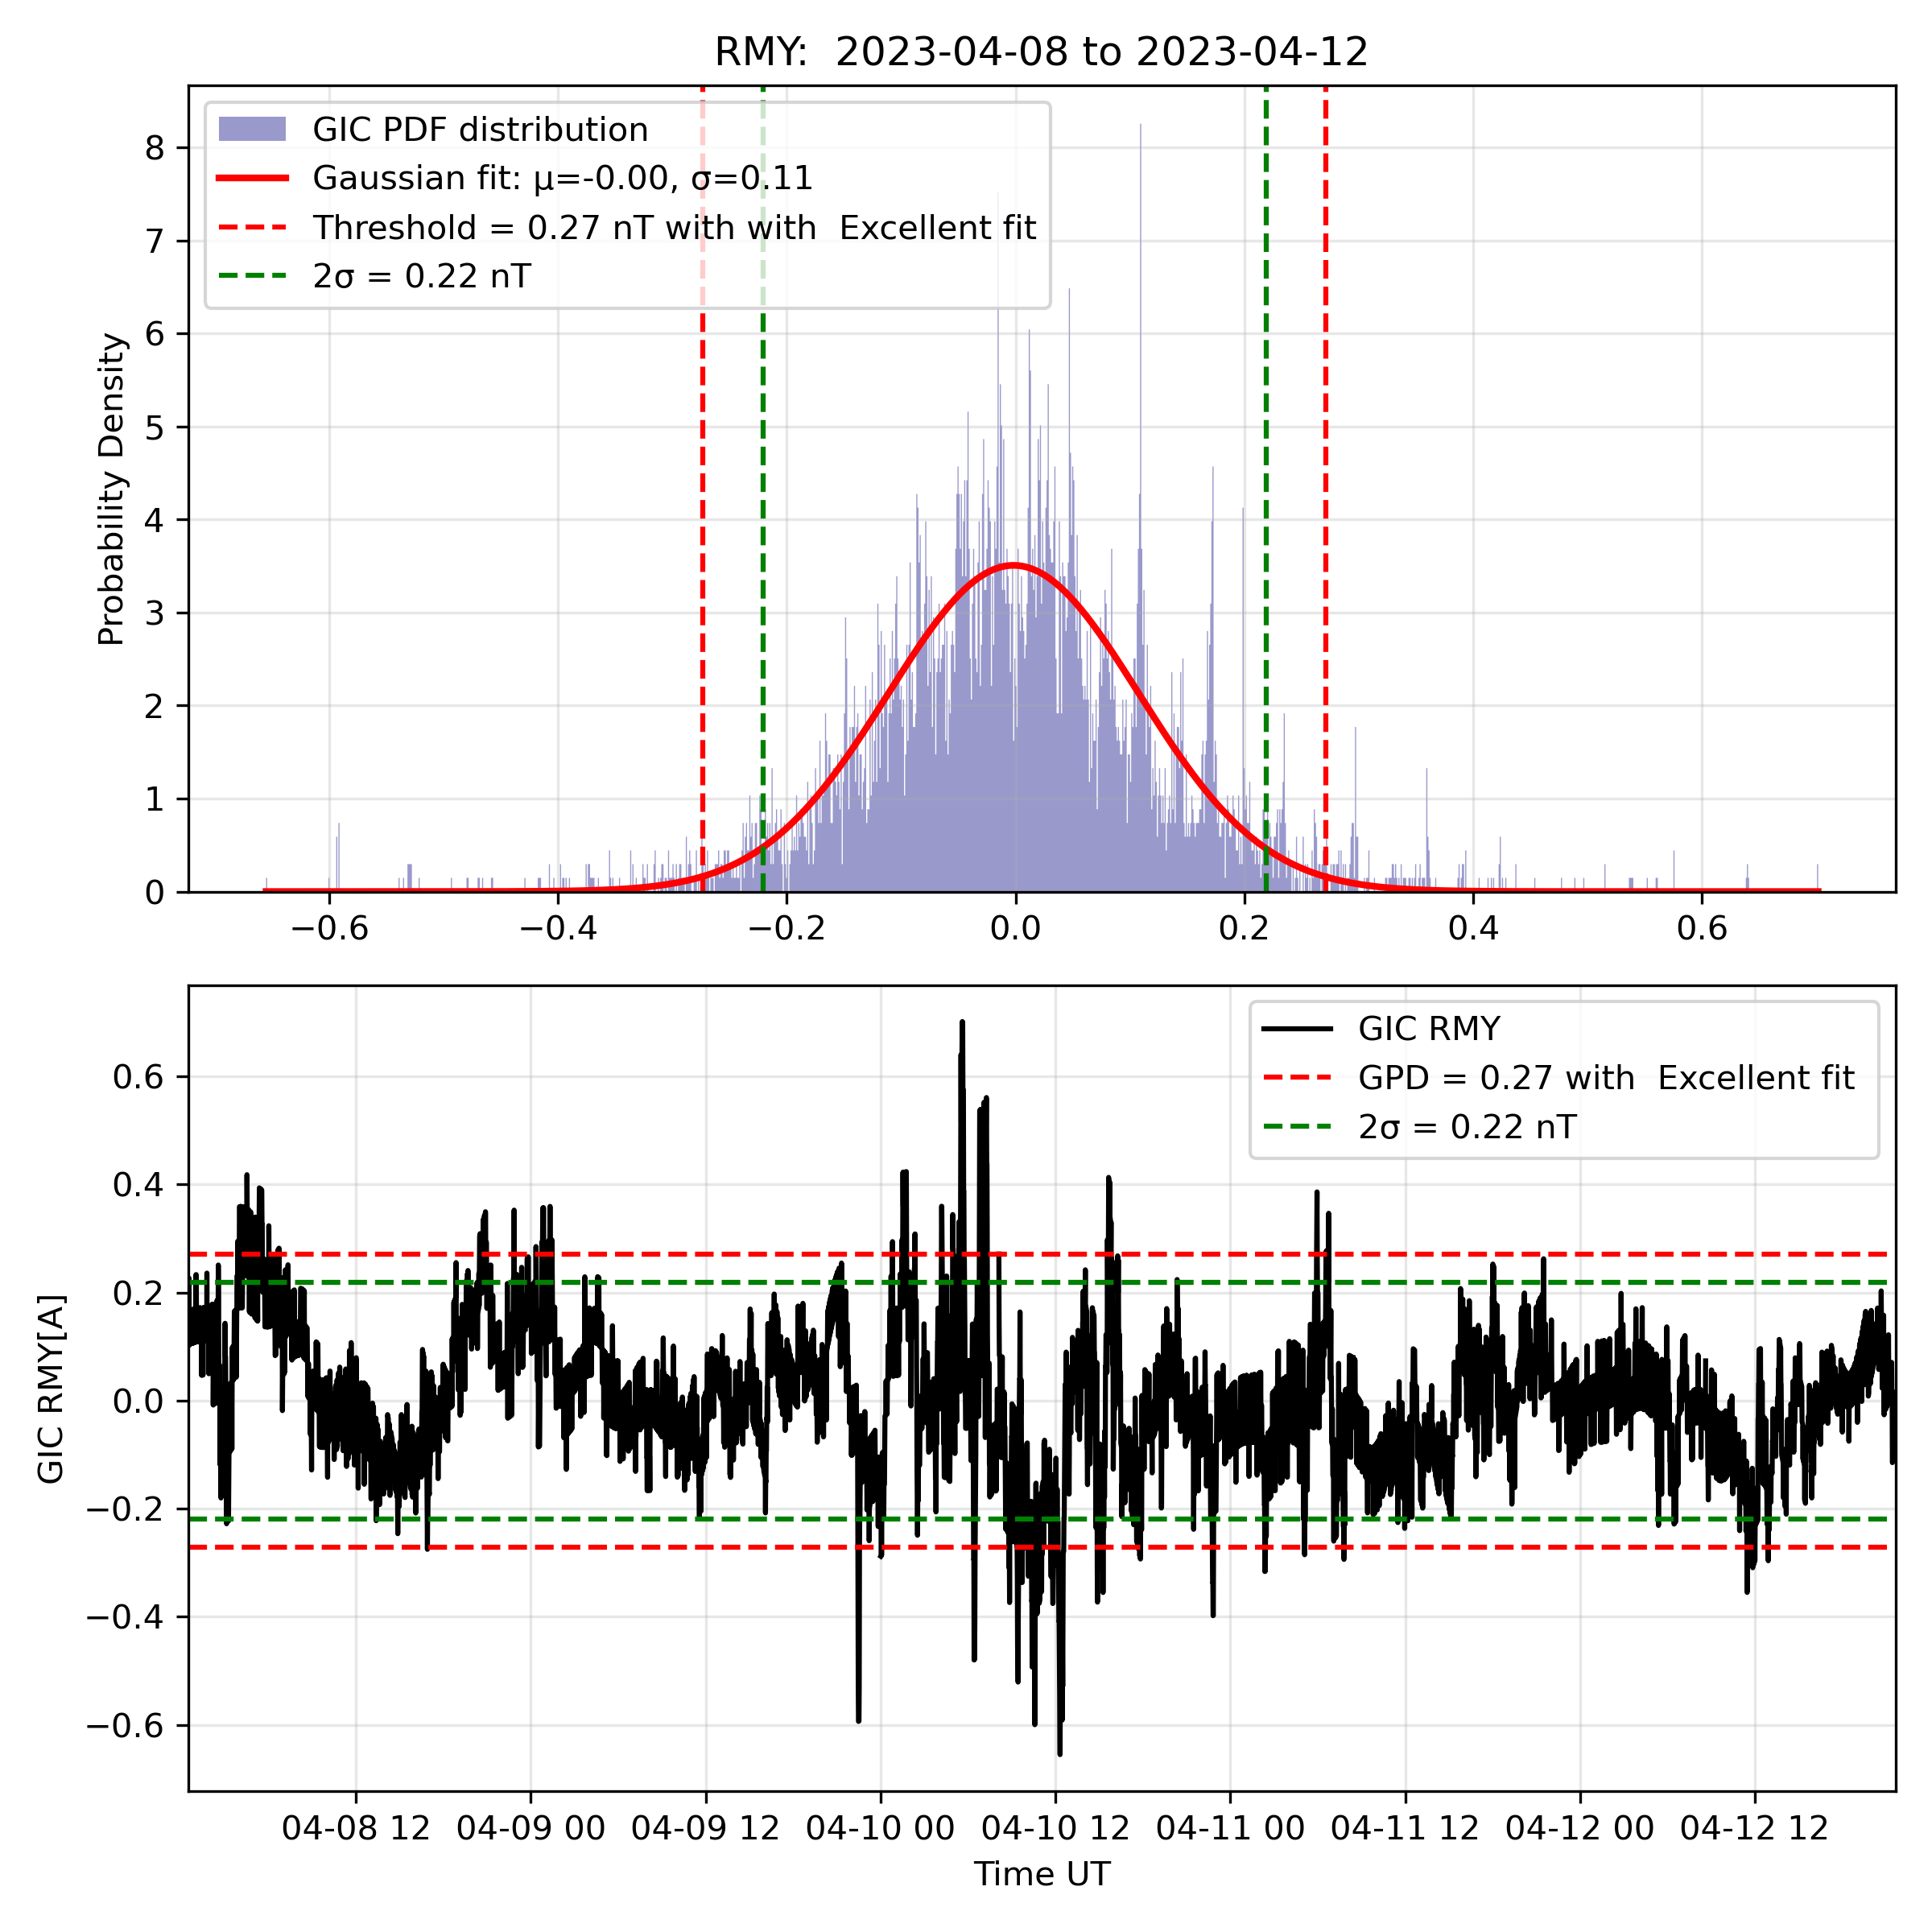 RMY:  2023-04-08 to 2023-04-12
GIC PDF distribution
Gaussian fit: μ=-0.00, σ=0.11
Threshold = 0.27 nT with with  Excellent fit
2σ = 0.22 nT
Probability Density
8
7
6
5
4
3
2
1
0
−0.6
−0.4
−0.2
0.0
0.2
0.4
0.6
GIC RMY
GPD = 0.27 with  Excellent fit
2σ = 0.22 nT
GIC RMY[A]
0.6
0.4
0.2
0.0
−0.2
−0.4
−0.6
04-08 12
04-09 00
04-09 12
04-10 00
04-10 12
04-11 00
04-11 12
04-12 00
04-12 12
Time UT